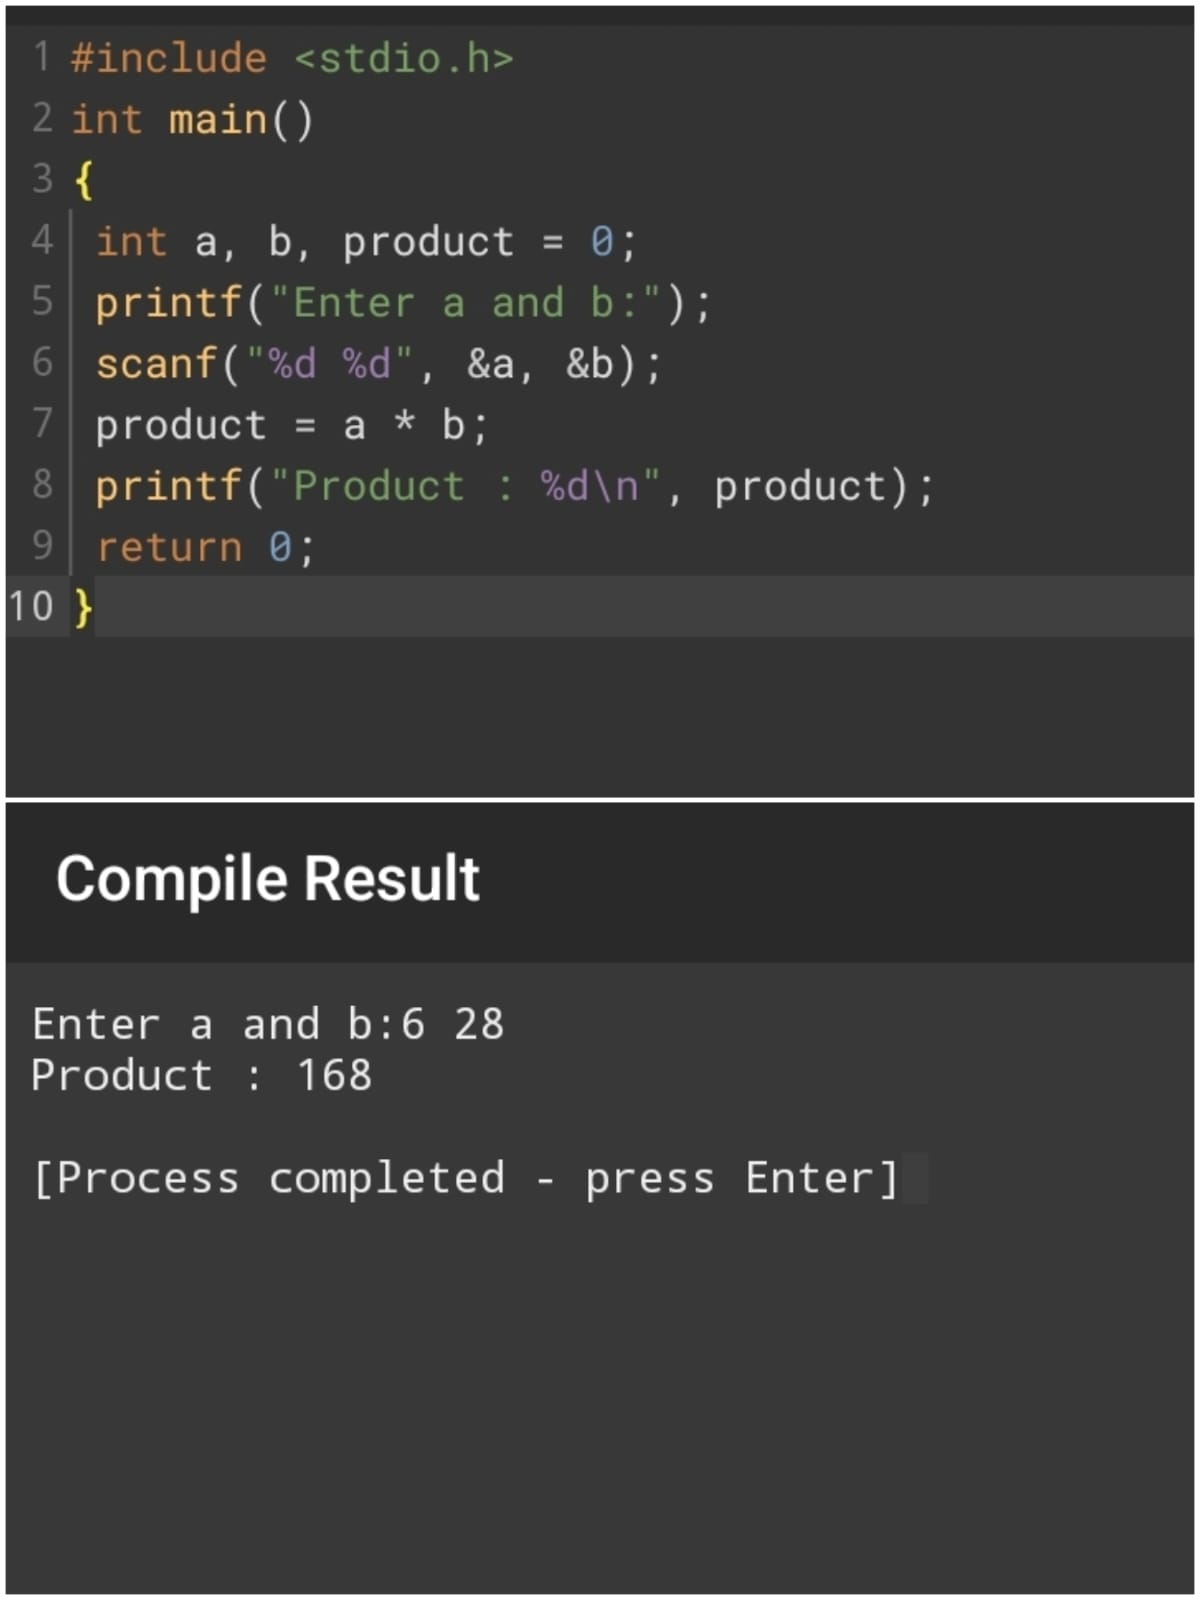 1 #include <stdio.h>
2 int main()
3 {
4 int a, b, product = 0;
5 printf("Enter a and b:");
6 scanf("%d %d", &a, &b);
7 product = a * b;
8 printf("Product : %d\n", product);
9 return 0;
10 }
Compile Result
Enter a and b:6 28
Product : 168
[Process completed - press Enter]